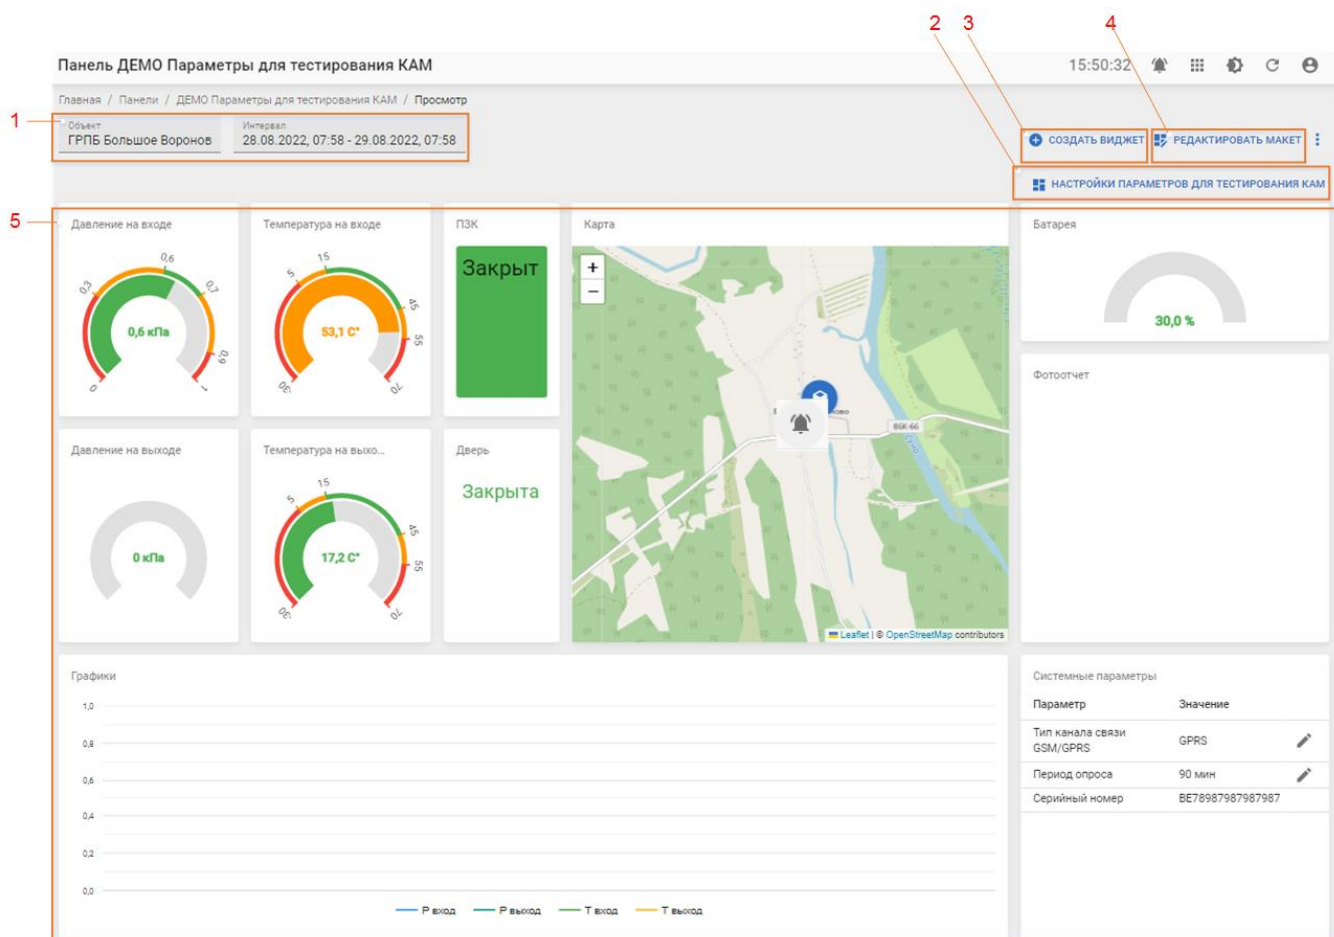 2
3
4
Панель ДЕМО Параметры для тестирования КАМ
15:50:32
Главная / Панели / ДЕМО Параметры для тестирования КАМ / Просмотр
1
Объект
ГРПБ Большое Воронов
Интервал
28.08.2022, 07:58 - 29.08.2022, 07:58
СОЗДАТЬ ВИДЖЕТ
РЕДАКТИРОВАТЬ МАКЕТ
НАСТРОЙКИ ПАРАМЕТРОВ ДЛЯ ТЕСТИРОВАНИЯ КАМ
5
Давление на входе
0
0,3
0,6
0,7
0,9
1
0,6 кПа
Температура на входе
-30
5
15
45
55
70
53,1 C°
ПЗК
Закрыт
Карта
+
−
86К-66
Leaflet | © OpenStreetMap contributors
Батарея
30,0 %
Фотоотчет
Давление на выходе
0 кПа
Температура на выхо...
-30
5
15
45
55
70
17,2 C°
Дверь
Закрыта
Графики
1,0
0,8
0,6
0,4
0,2
0,0
P вход
P выход
T вход
T выход
Системные параметры
Параметр Значение
Тип канала связи
GSM/GPRS
GPRS
Период опроса 90 мин
Серийный номер BE78987987987987